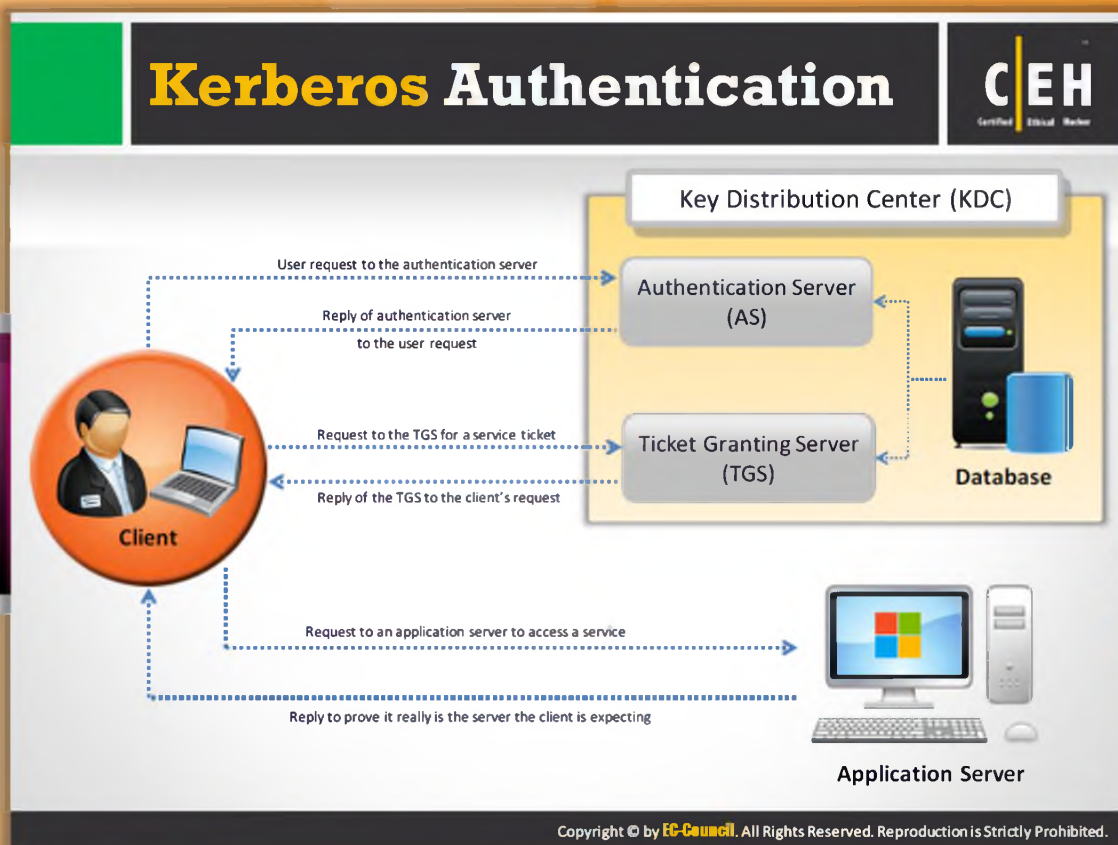 Kerberos Authentication
CEH
Certified Ethical Hacker
Key Distribution Center (KDC)
User request to the authentication server
Authentication Server
(AS)
Reply of authentication server
to the user request
Request to the TGS for a service ticket
Ticket Granting Server
(TGS)
Reply of the TGS to the client's request
Database
Client
Request to an application server to access a service
Reply to prove it really is the server the client is expecting
Application Server
Copyright © by EC-Council. All Rights Reserved. Reproduction is Strictly Prohibited.